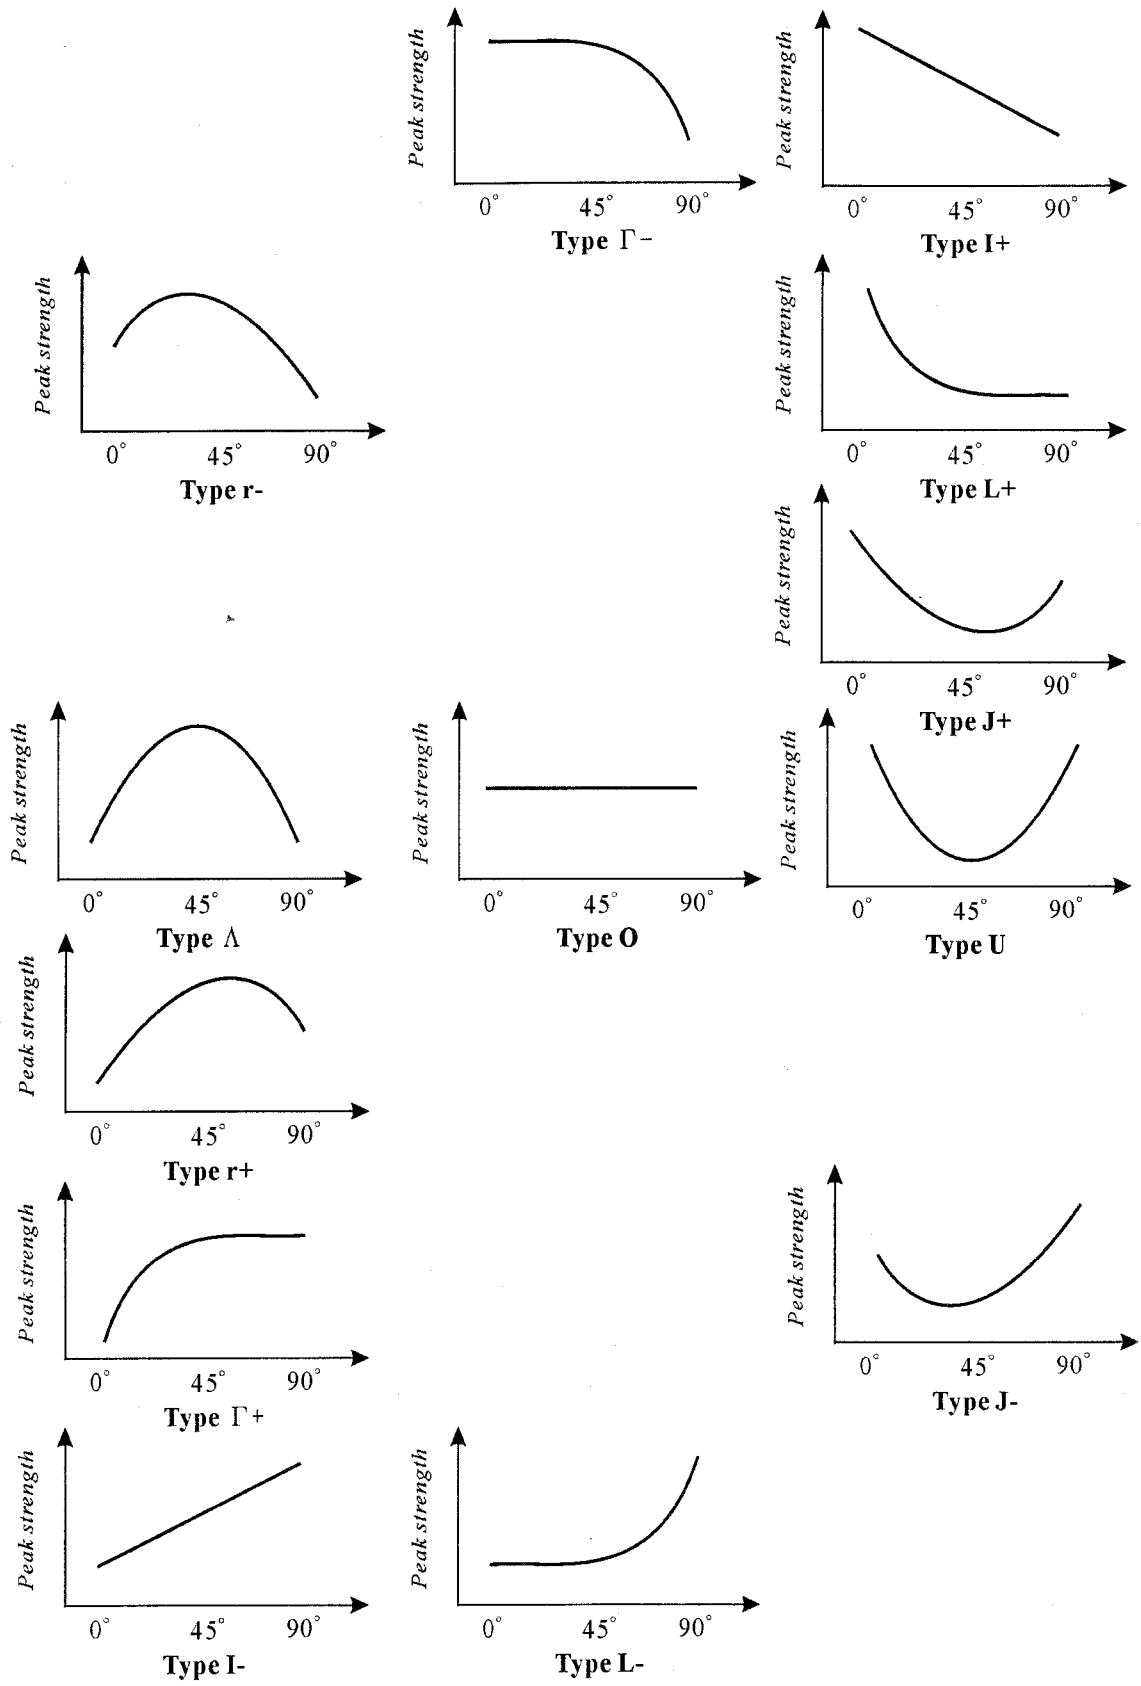 Peak strength
0° 45° 90°
Type Γ-
Peak strength
0° 45° 90°
Type I+
Peak strength
0° 45° 90°
Type r-
Peak strength
0° 45° 90°
Type L+
Peak strength
0° 45° 90°
Type J+
Peak strength
0° 45° 90°
Type Λ
Peak strength
0° 45° 90°
Type O
Peak strength
0° 45° 90°
Type U
Peak strength
0° 45° 90°
Type r+
Peak strength
0° 45° 90°
Type Γ+
Peak strength
0° 45° 90°
Type J-
Peak strength
0° 45° 90°
Type I-
Peak strength
0° 45° 90°
Type L-